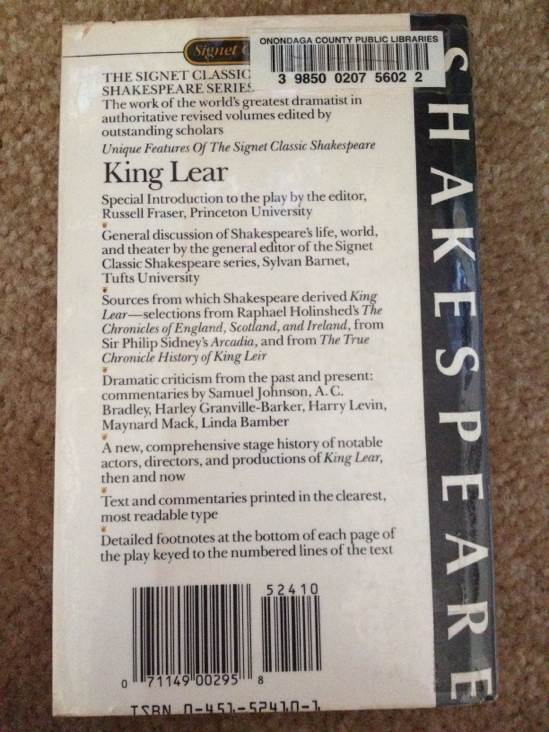 Signet C
ONONDAGA COUNTY PUBLIC LIBRARIES
3 9850 0207 5602 2
THE SIGNET CLASSIC
SHAKESPEARE SERIES
The work of the world's greatest dramatist in
authoritative revised volumes edited by
outstanding scholars
Unique Features Of The Signet Classic Shakespeare
King Lear
Special Introduction to the play by the editor,
Russell Fraser, Princeton University
General discussion of Shakespeare's life, world,
and theater by the general editor of the Signet
Classic Shakespeare series, Sylvan Barnet,
Tufts University
Sources from which Shakespeare derived King
Lear—selections from Raphael Holinshed's The
Chronicles of England, Scotland, and Ireland, from
Sir Philip Sidney's Arcadia, and from The True
Chronicle History of King Leir
Dramatic criticism from the past and present:
commentaries by Samuel Johnson, A. C.
Bradley, Harley Granville-Barker, Harry Levin,
Maynard Mack, Linda Bamber
A new, comprehensive stage history of notable
actors, directors, and productions of King Lear,
then and now
Text and commentaries printed in the clearest,
most readable type
Detailed footnotes at the bottom of each page of
the play keyed to the numbered lines of the text
52410
0 71149 00295 8
ISBN 0-451-52410-1
SHAKESPEARE